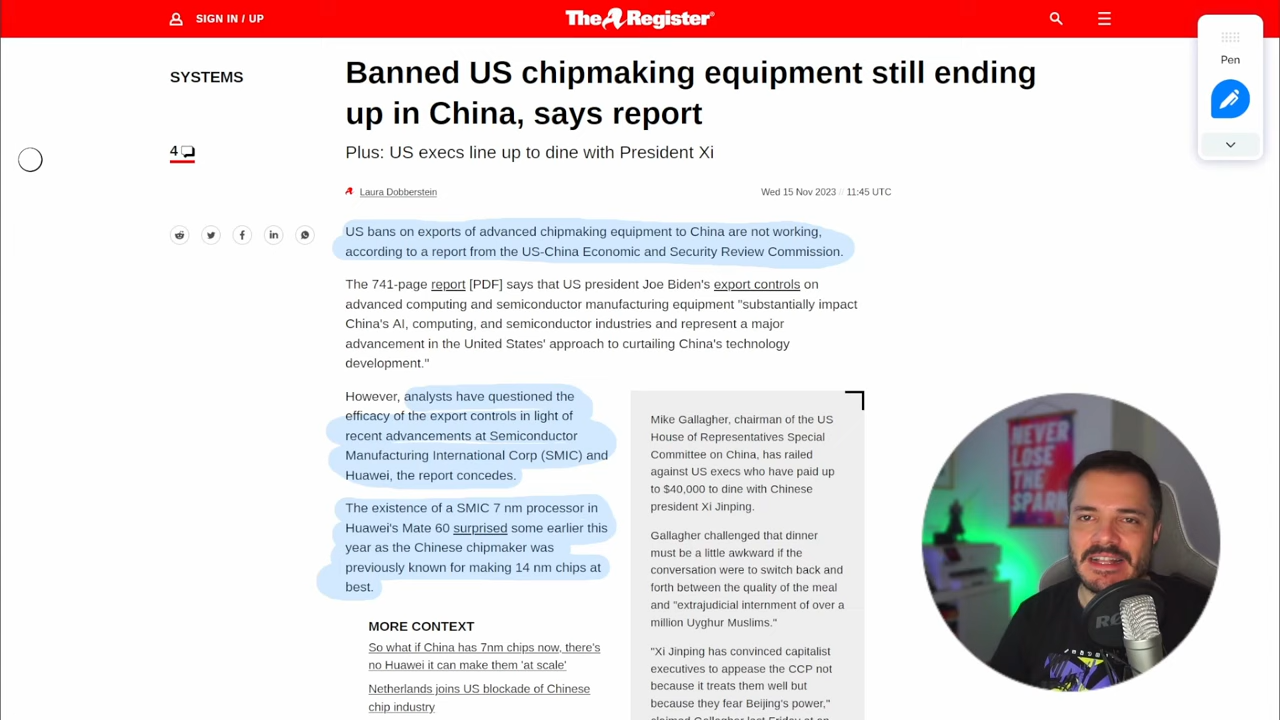 SIGN IN / UP
The Register®
Pen
SYSTEMS
Banned US chipmaking equipment still ending
up in China, says report
4
Plus: US execs line up to dine with President Xi
Laura Dobberstein
Wed 15 Nov 2023 // 11:45 UTC
US bans on exports of advanced chipmaking equipment to China are not working,
according to a report from the US-China Economic and Security Review Commission.
The 741-page report [PDF] says that US president Joe Biden's export controls on
advanced computing and semiconductor manufacturing equipment "substantially impact
China's AI, computing, and semiconductor industries and represent a major
advancement in the United States' approach to curtailing China's technology
development."
However, analysts have questioned the
efficacy of the export controls in light of
recent advancements at Semiconductor
Manufacturing International Corp (SMIC) and
Huawei, the report concedes.
The existence of a SMIC 7 nm processor in
Huawei's Mate 60 surprised some earlier this
year as the Chinese chipmaker was
previously known for making 14 nm chips at
best.
MORE CONTEXT
So what if China has 7nm chips now, there's
no Huawei it can make them 'at scale'
Netherlands joins US blockade of Chinese
chip industry
Mike Gallagher, chairman of the US
House of Representatives Special
Committee on China, has railed
against US execs who have paid up
to $40,000 to dine with Chinese
president Xi Jinping.
Gallagher challenged that dinner
must be a little awkward if the
conversation were to switch back and
forth between the quality of the meal
and "extrajudicial internment of over a
million Uyghur Muslims."
"Xi Jinping has convinced capitalist
executives to appease the CCP not
because it treats them well but
because they fear Beijing's power,"
claimed Gallagher last Friday at an
NEVER
LOSE
THE
SPARK